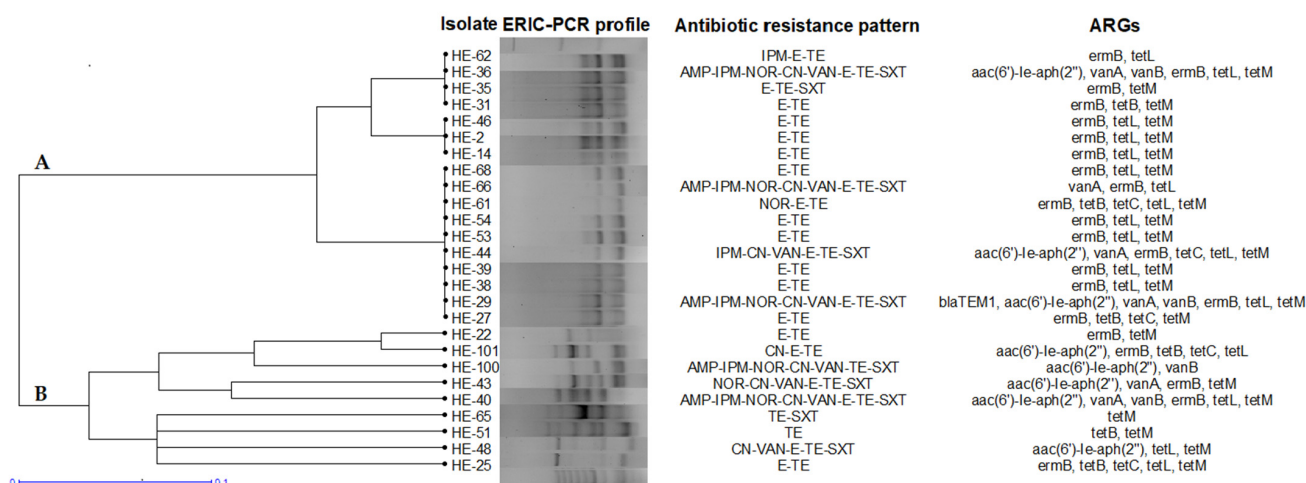 Isolate ERIC-PCR profile Antibiotic resistance pattern ARGs
HE-62 IPM-E-TE ermB, tetL
HE-36 AMP-IPM-NOR-CN-VAN-E-TE-SXT aac(6')-Ie-aph(2''), vanA, vanB, ermB, tetL, tetM
HE-35 E-TE-SXT ermB, tetM
HE-31 E-TE ermB, tetB, tetM
HE-46 E-TE ermB, tetL, tetM
HE-2 E-TE ermB, tetL, tetM
HE-14 E-TE ermB, tetL, tetM
A
HE-68 E-TE ermB, tetL, tetM
HE-66 AMP-IPM-NOR-CN-VAN-E-TE-SXT vanA, ermB, tetL
HE-61 NOR-E-TE ermB, tetB, tetC, tetL, tetM
HE-54 E-TE ermB, tetL, tetM
HE-53 E-TE ermB, tetL, tetM
HE-44 IPM-CN-VAN-E-TE-SXT aac(6')-Ie-aph(2''), vanA, ermB, tetC, tetL, tetM
HE-39 E-TE ermB, tetL, tetM
HE-38 E-TE ermB, tetL, tetM
HE-29 AMP-IPM-NOR-CN-VAN-E-TE-SXT blaTEM1, aac(6')-Ie-aph(2''), vanA, vanB, ermB, tetL, tetM
HE-27 E-TE ermB, tetB, tetC, tetM
HE-22 E-TE ermB, tetM
HE-101 CN-E-TE aac(6')-Ie-aph(2''), ermB, tetB, tetC, tetL
HE-100 AMP-IPM-NOR-CN-VAN-TE-SXT aac(6')-Ie-aph(2''), vanB
HE-43 NOR-CN-VAN-E-TE-SXT aac(6')-Ie-aph(2''), vanA, ermB, tetM
B
HE-40 AMP-IPM-NOR-CN-VAN-E-TE-SXT aac(6')-Ie-aph(2''), vanA, vanB, ermB, tetL, tetM
HE-65 TE-SXT tetM
HE-51 TE tetB, tetM
HE-48 CN-VAN-E-TE-SXT aac(6')-Ie-aph(2''), tetL, tetM
HE-25 E-TE ermB, tetB, tetC, tetL, tetM
0 0.1